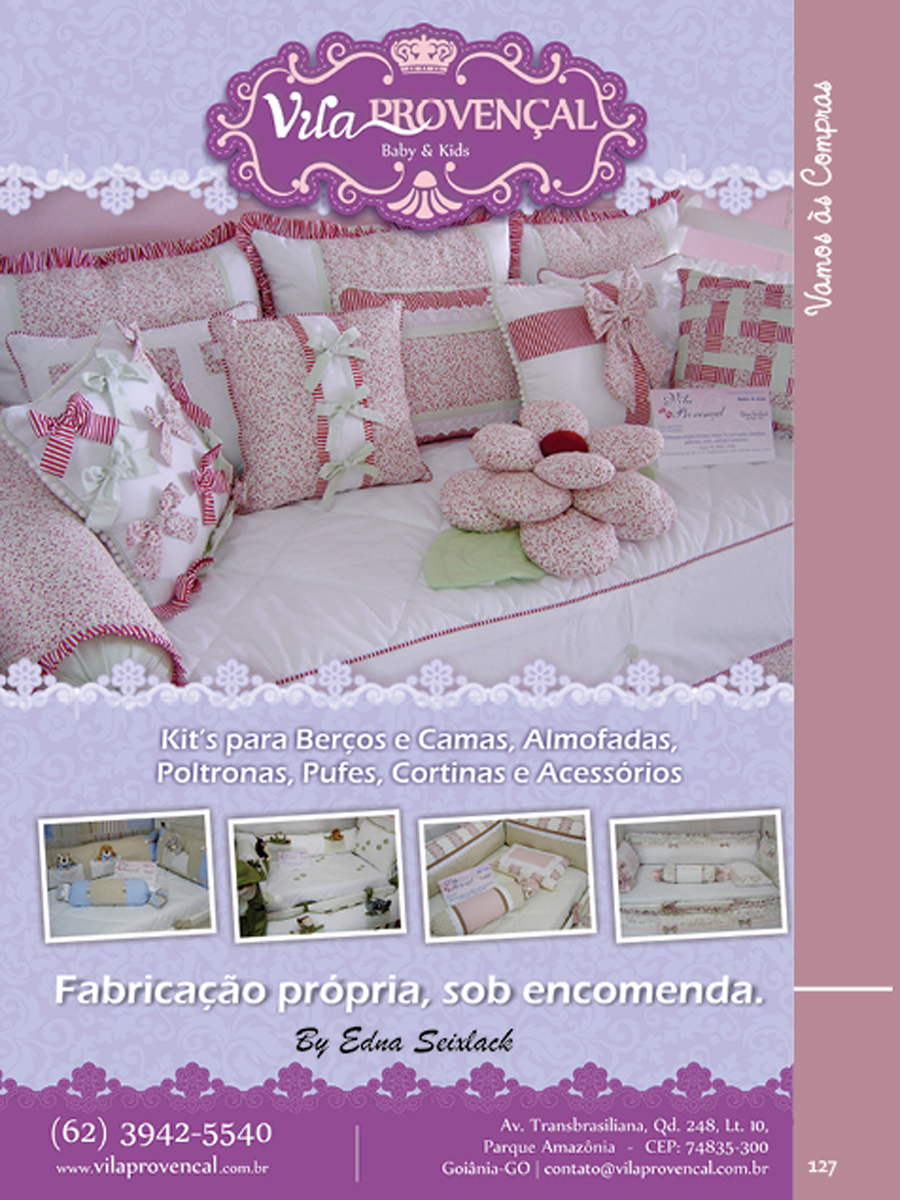 Vila PROVENÇAL
Baby & Kids
Vamos às Compras
Vila
Provencal
Kit's para Berços e Camas, Almofadas,
Poltronas, Pufes, Cortinas e Acessórios
Fabricação própria, sob encomenda.
By Edna Seixlack
(62) 3942-5540
www.vilaprovencal.com.br
Av. Transbrasiliana, Qd. 248, Lt. 10,
Parque Amazônia - CEP: 74835-300
Goiânia-GO | contato@vilaprovencal.com.br
127